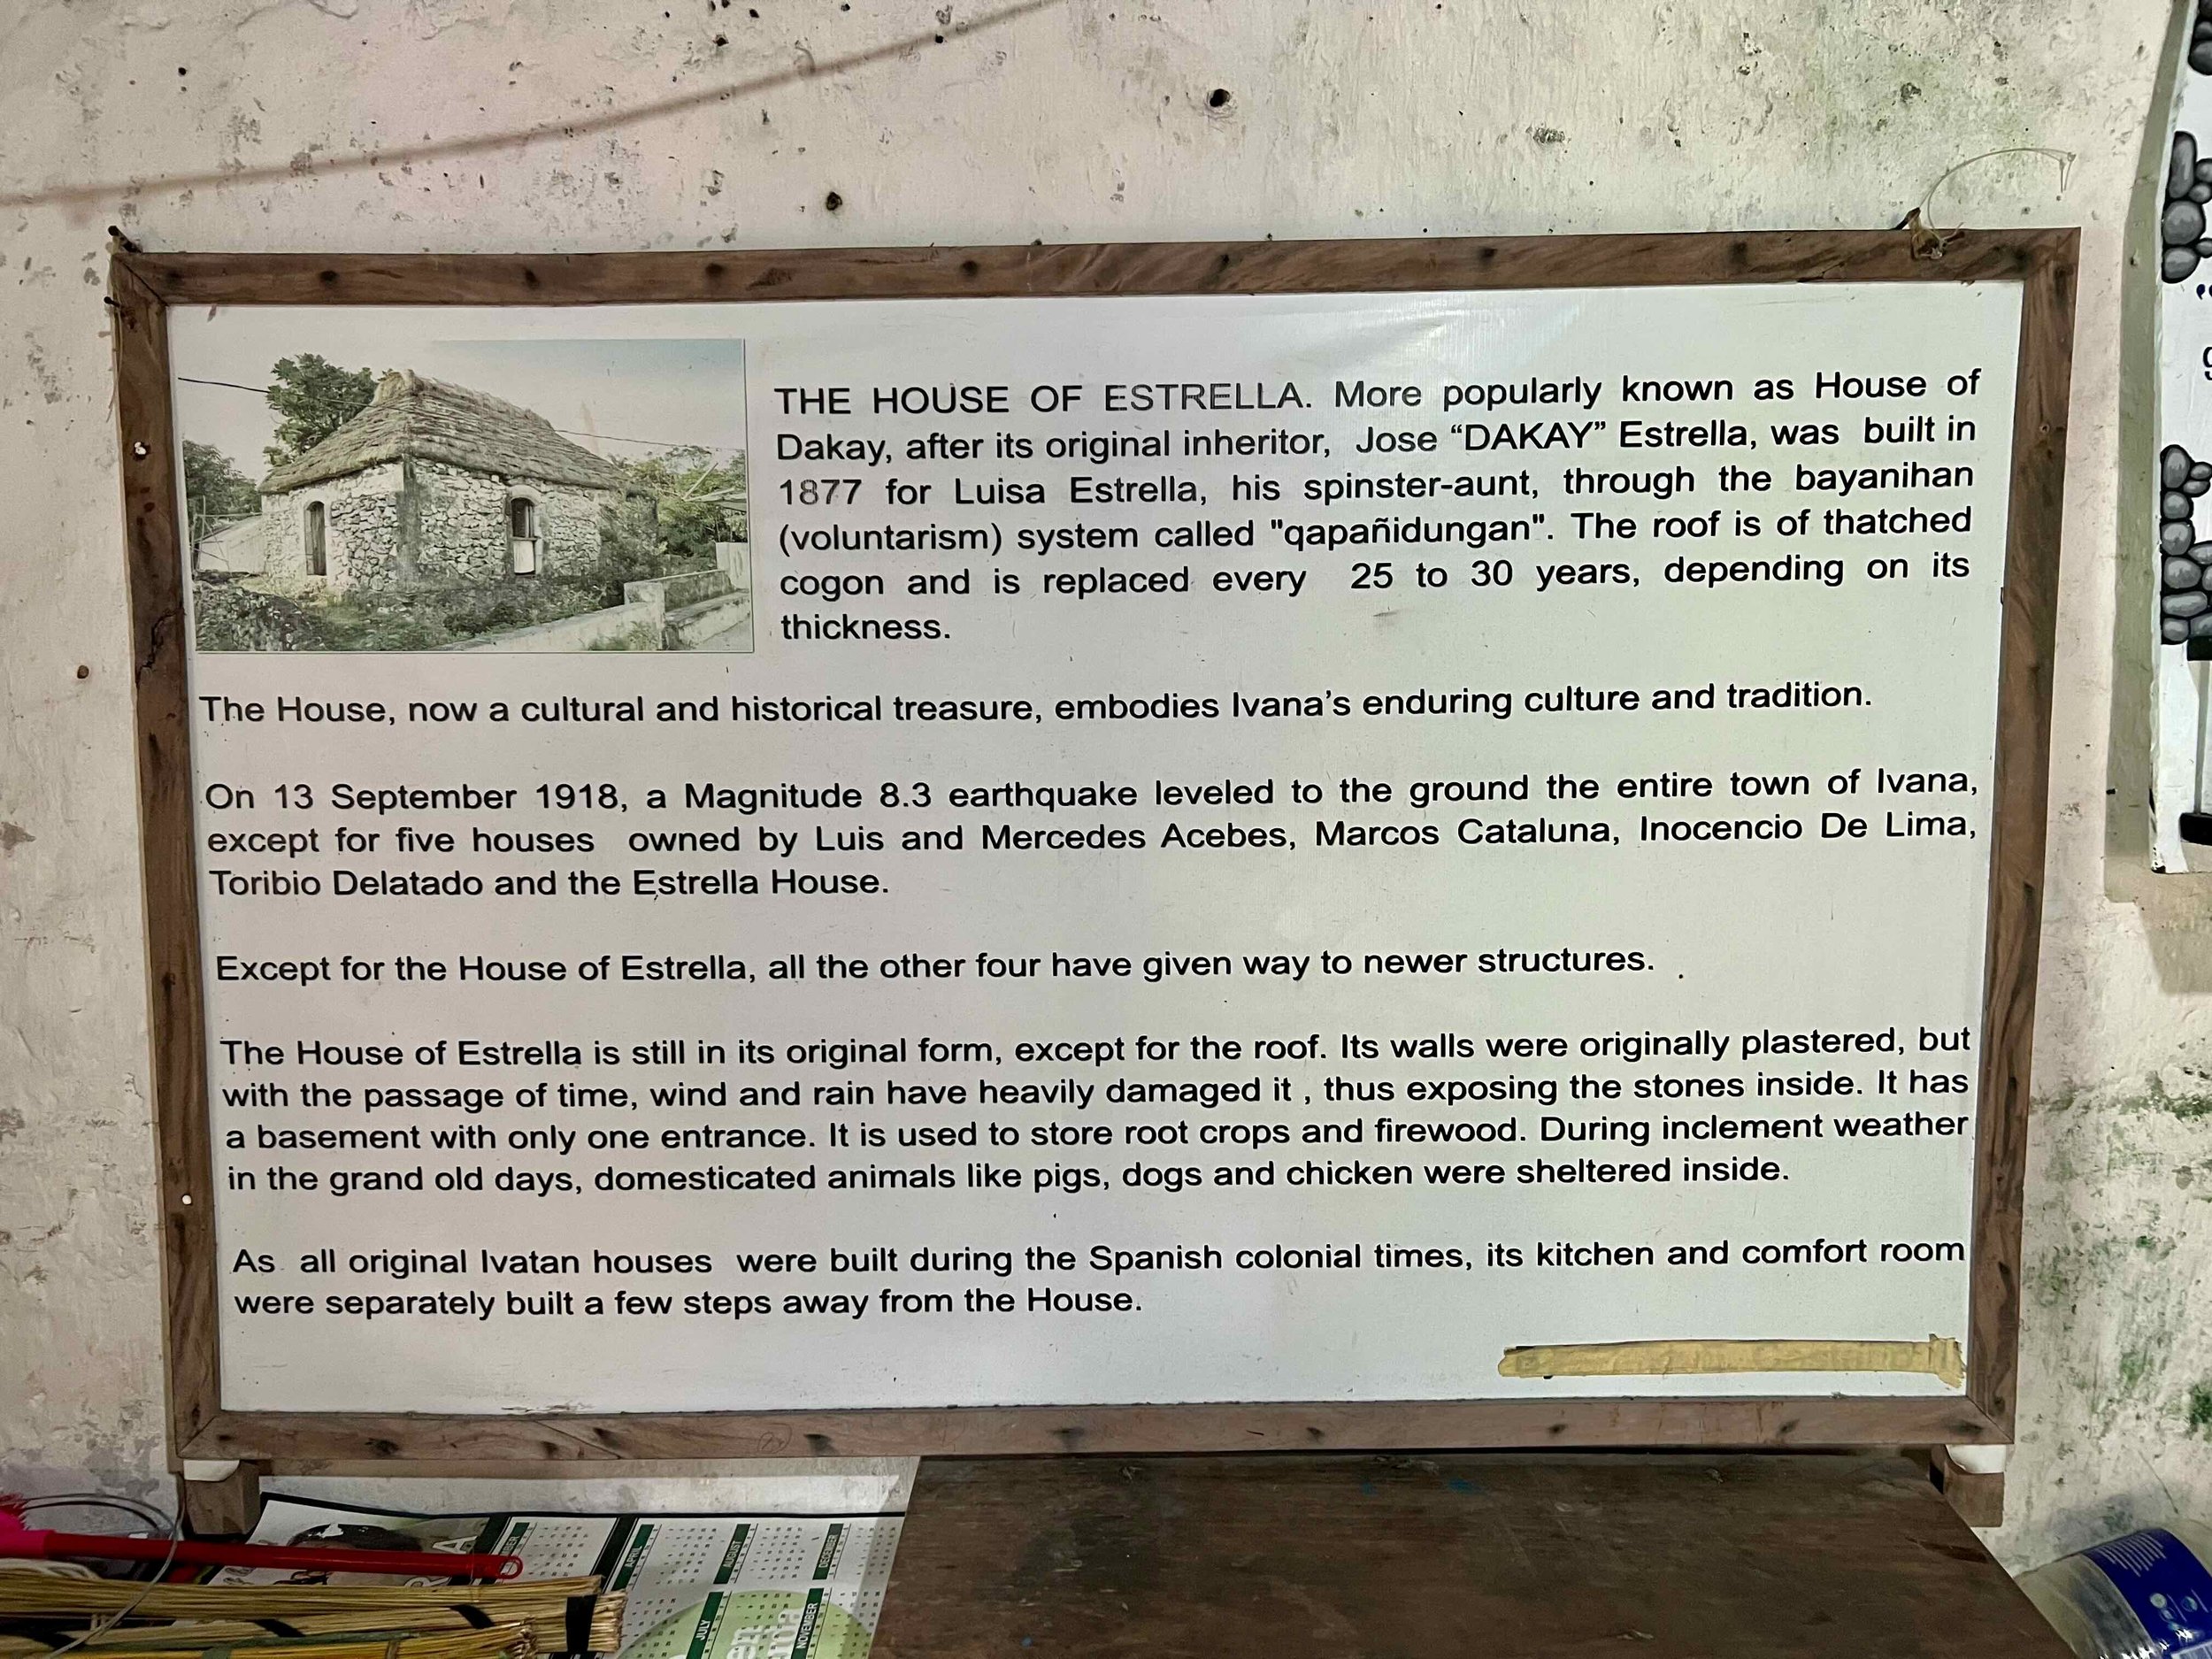 THE HOUSE OF ESTRELLA. More popularly known as House of
Dakay, after its original inheritor, Jose “DAKAY” Estrella, was built in
1877 for Luisa Estrella, his spinster-aunt, through the bayanihan
(voluntarism) system called "qapañidungan". The roof is of thatched
cogon and is replaced every 25 to 30 years, depending on its
thickness.
The House, now a cultural and historical treasure, embodies Ivana’s enduring culture and tradition.
On 13 September 1918, a Magnitude 8.3 earthquake leveled to the ground the entire town of Ivana,
except for five houses owned by Luis and Mercedes Acebes, Marcos Cataluna, Inocencio De Lima,
Toribio Delatado and the Estrella House.
Except for the House of Estrella, all the other four have given way to newer structures. .
The House of Estrella is still in its original form, except for the roof. Its walls were originally plastered, but
with the passage of time, wind and rain have heavily damaged it , thus exposing the stones inside. It has
a basement with only one entrance. It is used to store root crops and firewood. During inclement weather
in the grand old days, domesticated animals like pigs, dogs and chicken were sheltered inside.
As all original Ivatan houses were built during the Spanish colonial times, its kitchen and comfort room
were separately built a few steps away from the House.
APRIL
AUGUST
DECEMBER
JULY
NOVEMBER